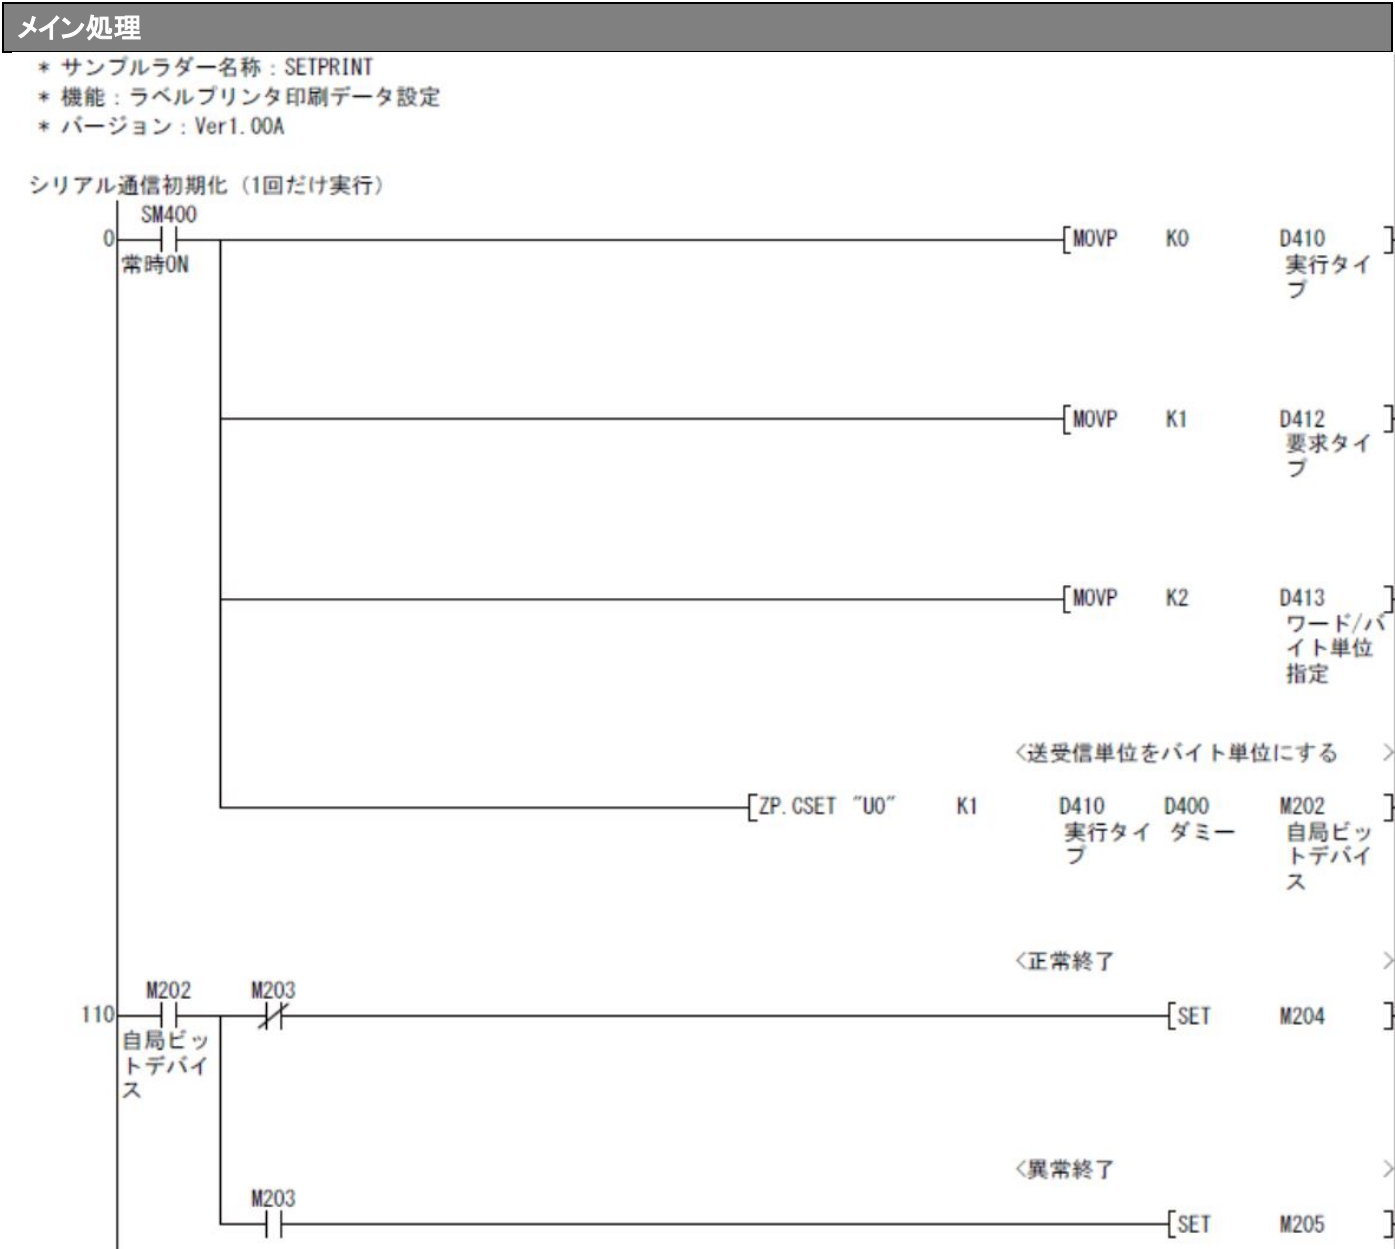 メイン処理
* サンプルラダー名称:SETPRINT
* 機能:ラベルプリンタ印刷データ設定
* バージョン:Ver1.00A
シリアル通信初期化(1回だけ実行)
SM400
0 [MOVP K0 D410 ]
常時ON 実行タイ
プ
[MOVP K1 D412 ]
要求タイ
プ
[MOVP K2 D413 ]
ワード/バ
イト単位
指定
<送受信単位をバイト単位にする >
[ZP.CSET "U0" K1 D410 D400 M202 ]
実行タイ ダミー 自局ビッ
プ トデバイ
ス
<正常終了 >
M202 M203
110 [SET M204 ]
自局ビッ
トデバイ
ス
<異常終了 >
M203
[SET M205 ]